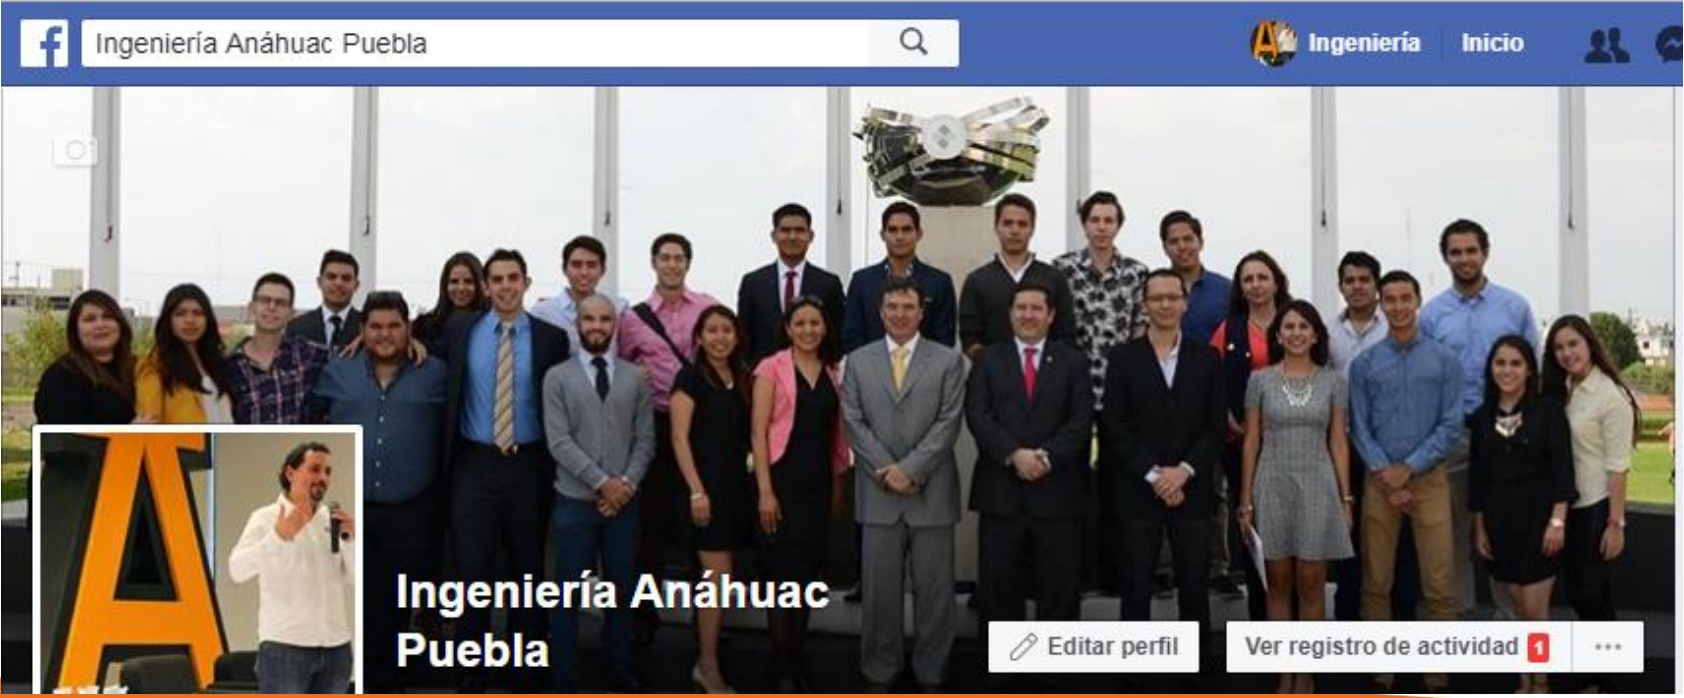 f Ingeniería Anáhuac Puebla Ingeniería Inicio
Ingeniería Anáhuac
Puebla
Editar perfil Ver registro de actividad 1 ...
A